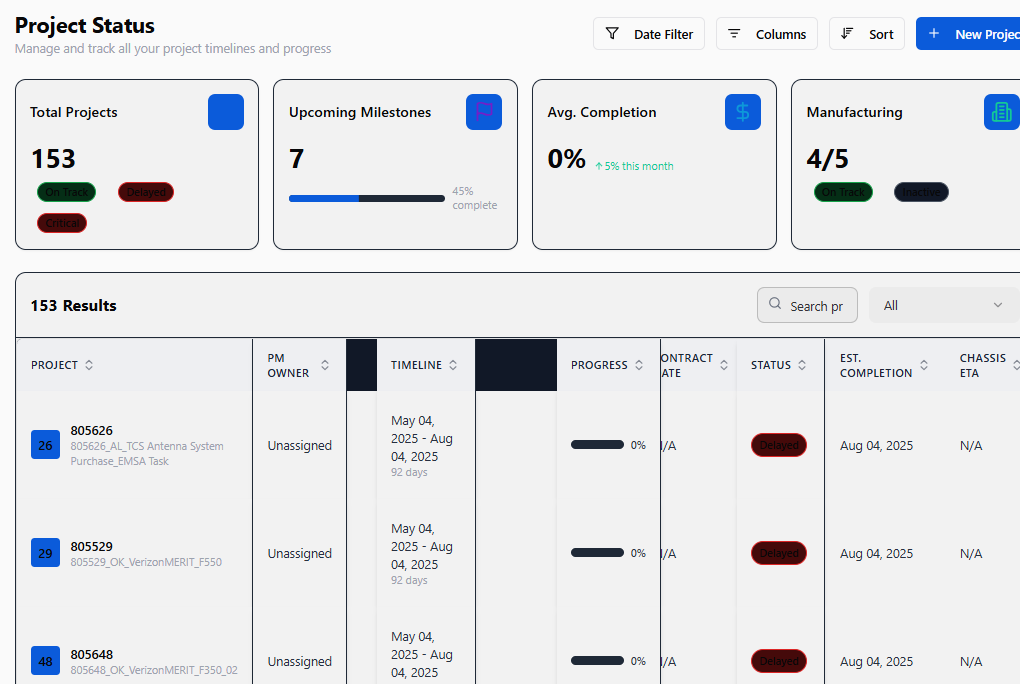 Project Status
Manage and track all your project timelines and progress
Date Filter
Columns
Sort
New Projec
Total Projects
153
On Track
Delayed
Critical
Upcoming Milestones
7
45%
complete
Avg. Completion
0%
5% this month
Manufacturing
4/5
On Track
Inactive
153 Results
Search pr
All
PROJECT
PM
OWNER
TIMELINE
PROGRESS
ONTRACT
ATE
STATUS
EST.
COMPLETION
CHASSIS
ETA
26
805626
805626_AL_TCS Antenna System
Purchase_EMSA Task
Unassigned
May 04,
2025 - Aug
04, 2025
92 days
0%
/A
Delayed
Aug 04, 2025
N/A
29
805529
805529_OK_VerizonMERIT_F550
Unassigned
May 04,
2025 - Aug
04, 2025
92 days
0%
/A
Delayed
Aug 04, 2025
N/A
48
805648
805648_OK_VerizonMERIT_F350_02
Unassigned
May 04,
2025 - Aug
04, 2025
0%
/A
Delayed
Aug 04, 2025
N/A